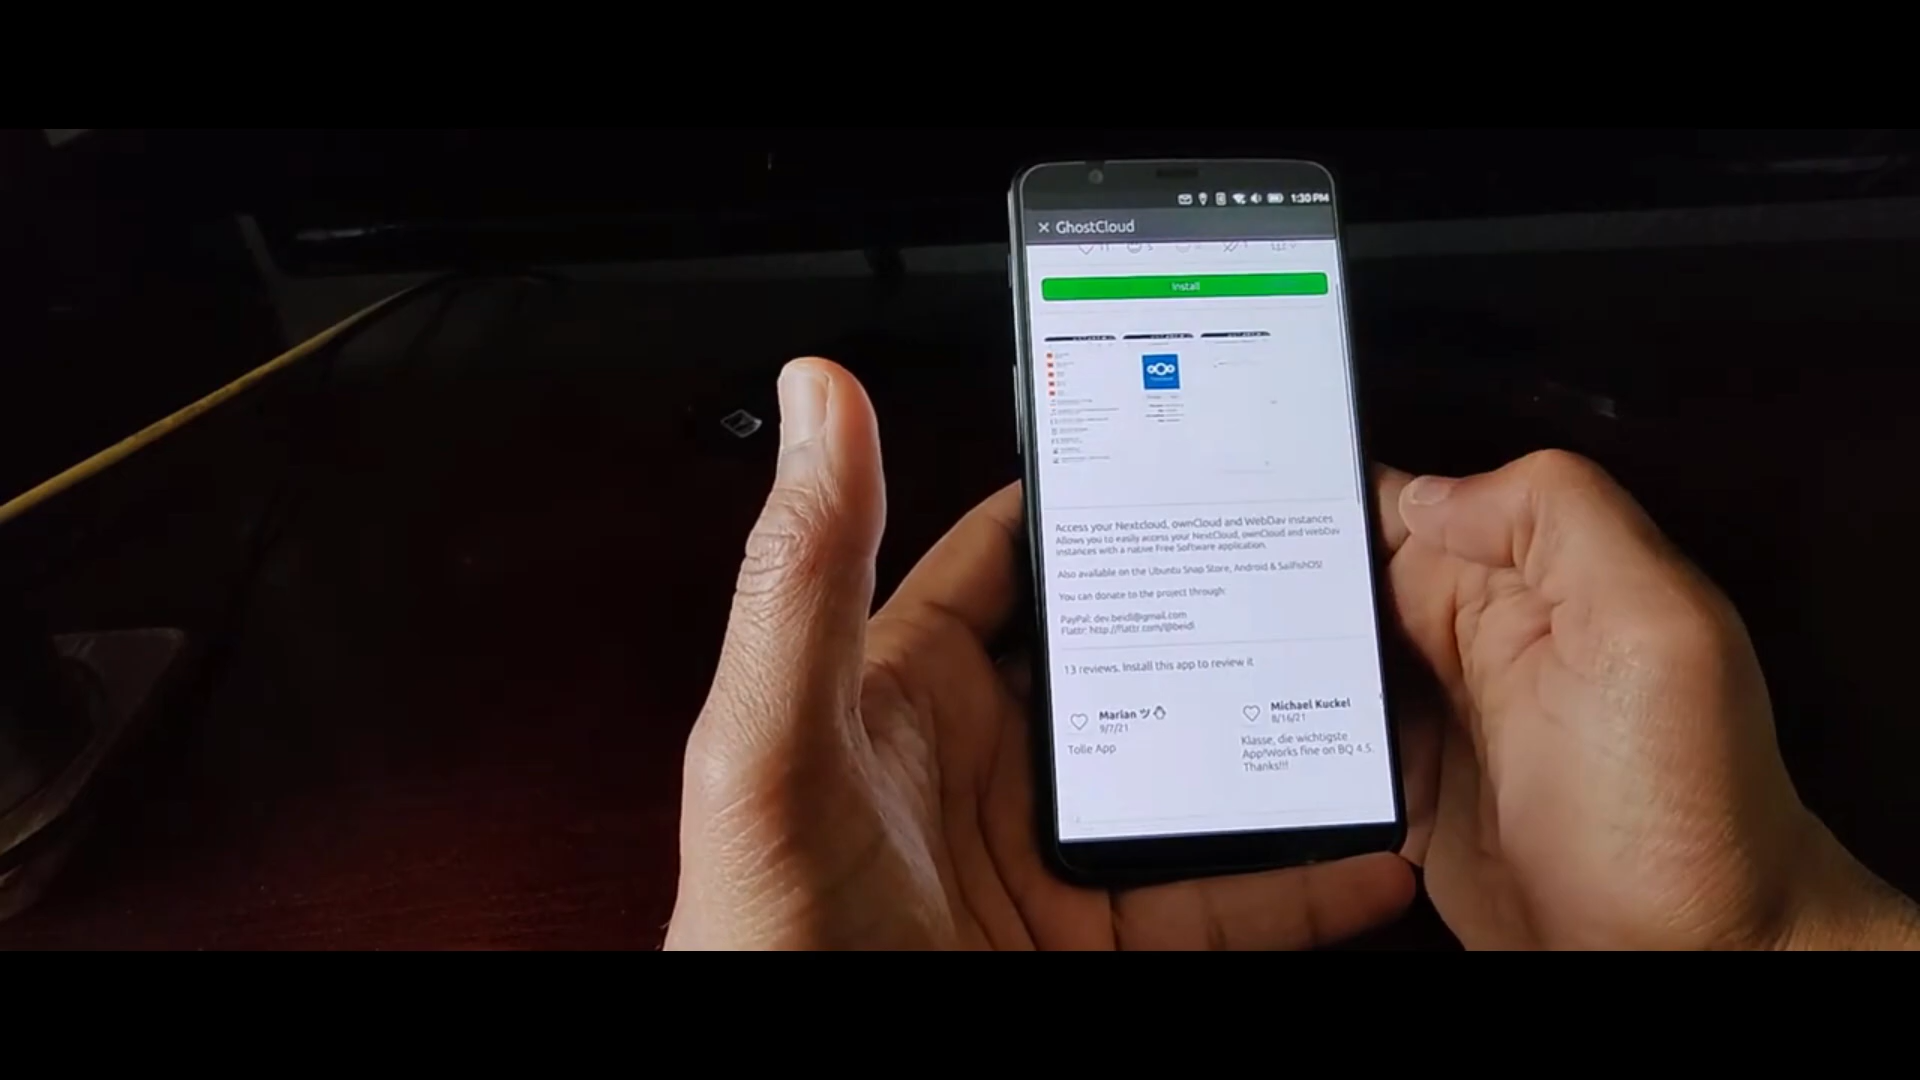 1:30 PM
GhostCloud
Install
Access your Nextcloud, ownCloud and WebDav instances
Allows you to easily access your NextCloud, ownCloud and WebDav
instances with a native Free Software application.
Also available on the Ubuntu Snap Store, Android & SailfishOS!
You can donate to the project through:
PayPal: dev.beidl@gmail.com
Flattr: http://flattr.com/@beidl
13 reviews. Install this app to review it
Marian ツ
9/7/21
Tolle App
Michael Kuckel
8/16/21
Klasse, die wichtigste
App!Works fine on BQ 4.5.
Thanks!!!